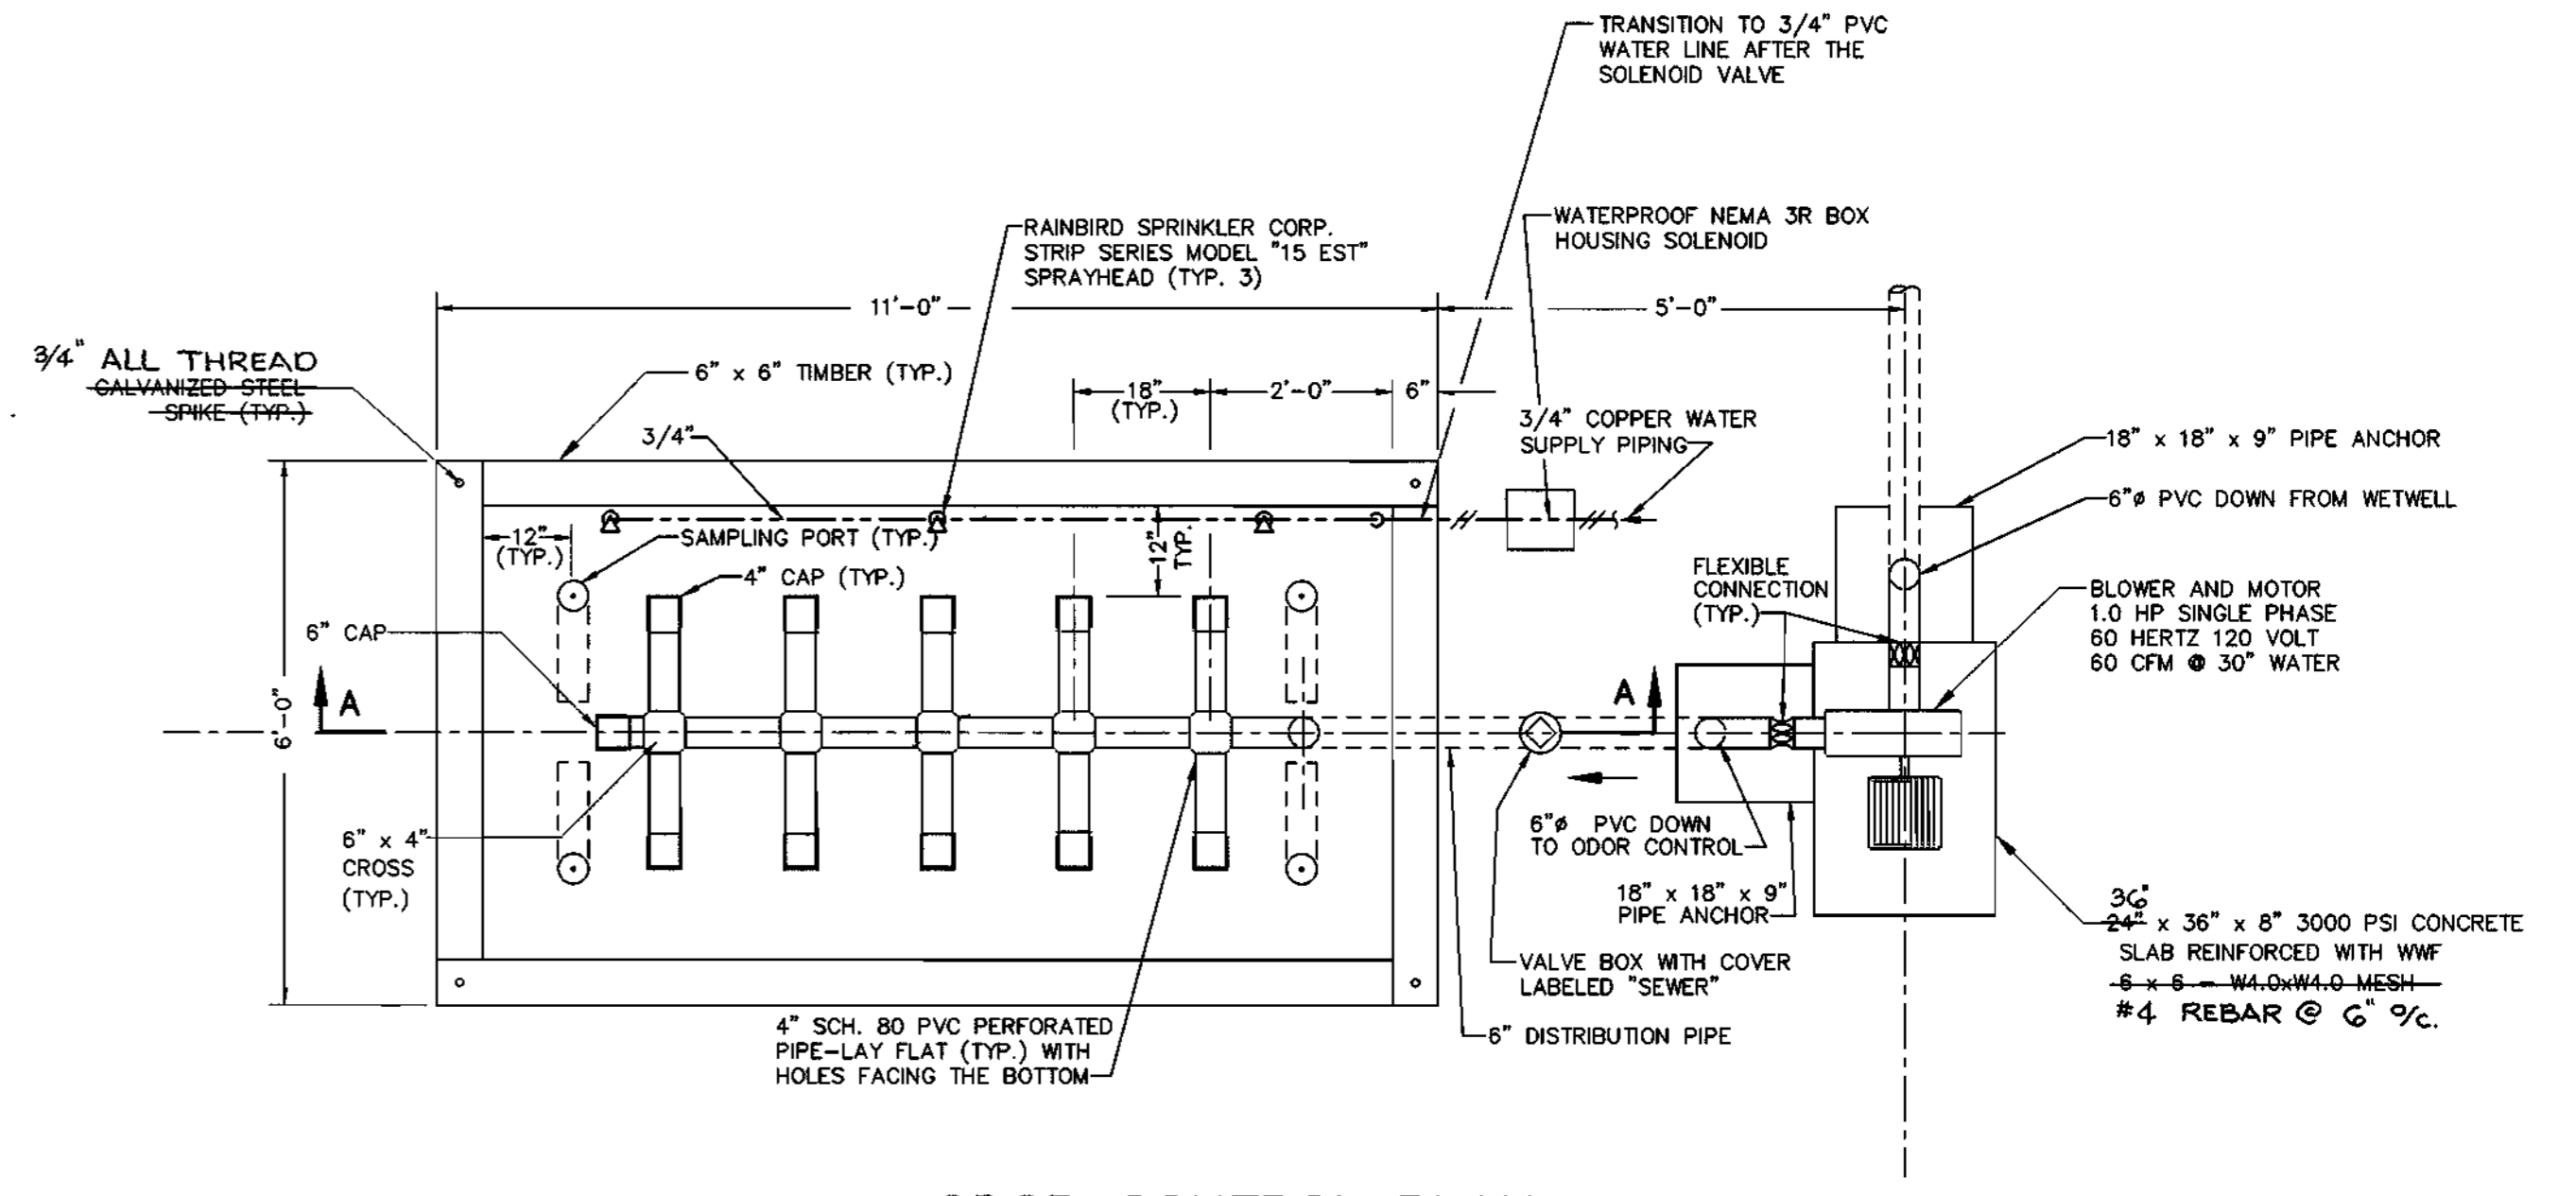 TRANSITION TO 3/4" PVC
WATER LINE AFTER THE
SOLENOID VALVE
RAINBIRD SPRINKLER CORP.
STRIP SERIES MODEL "15 EST"
SPRAYHEAD (TYP. 3)
WATERPROOF NEMA 3R BOX
HOUSING SOLENOID
11'-0"
5'-0"
3/4" ALL THREAD
GALVANIZED STEEL
SPIKE (TYP.)
6" x 6" TIMBER (TYP.)
18"
(TYP.)
2'-0"
6"
3/4"
3/4" COPPER WATER
SUPPLY PIPING
18" x 18" x 9" PIPE ANCHOR
6"ø PVC DOWN FROM WETWELL
12"
(TYP.)
SAMPLING PORT (TYP.)
12"
TYP.
4" CAP (TYP.)
FLEXIBLE
CONNECTION
(TYP.)
BLOWER AND MOTOR
1.0 HP SINGLE PHASE
60 HERTZ 120 VOLT
60 CFM @ 30" WATER
6" CAP
6'-0"
A
A
6" x 4"
CROSS
(TYP.)
6"ø PVC DOWN
TO ODOR CONTROL
18" x 18" x 9"
PIPE ANCHOR
36"
24" x 36" x 8" 3000 PSI CONCRETE
SLAB REINFORCED WITH WWF
6 x 6 - W4.0xW4.0 MESH
#4 REBAR @ 6" O/C.
VALVE BOX WITH COVER
LABELED "SEWER"
4" SCH. 80 PVC PERFORATED
PIPE-LAY FLAT (TYP.) WITH
HOLES FACING THE BOTTOM
6" DISTRIBUTION PIPE